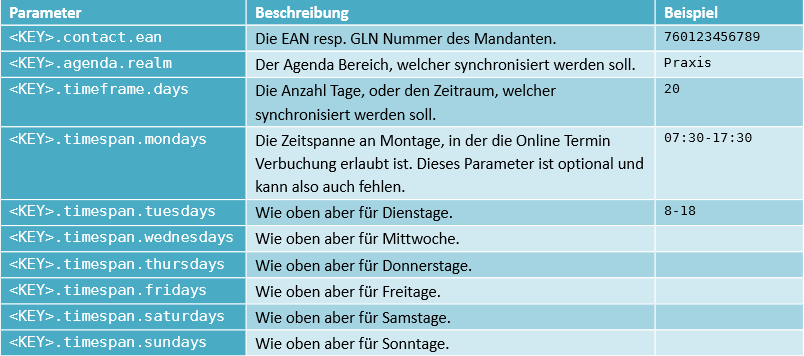 Parameter Beschreibung Beispiel
<KEY>.contact.ean Die EAN resp. GLN Nummer des Mandanten. 760123456789
<KEY>.agenda.realm Der Agenda Bereich, welcher synchronisiert werden soll. Praxis
<KEY>.timeframe.days Die Anzahl Tage, oder den Zeitraum, welcher 20
synchronisiert werden soll.
<KEY>.timespan.mondays Die Zeitspanne an Montage, in der die Online Termin 07:30-17:30
Verbuchung erlaubt ist. Dieses Parameter ist optional und
kann also auch fehlen.
<KEY>.timespan.tuesdays Wie oben aber für Dienstage. 8-18
<KEY>.timespan.wednesdays Wie oben aber für Mittwoche.
<KEY>.timespan.thursdays Wie oben aber für Donnerstage.
<KEY>.timespan.fridays Wie oben aber für Freitage.
<KEY>.timespan.saturdays Wie oben aber für Samstage.
<KEY>.timespan.sundays Wie oben aber für Sonntage.